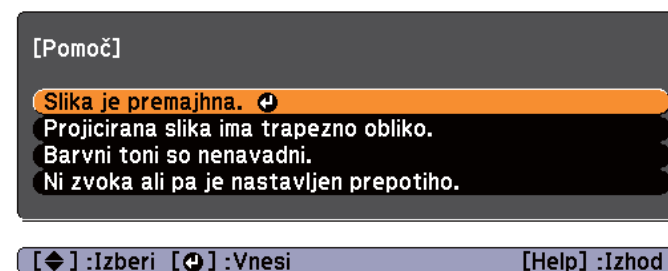 [Pomoč]
Slika je premajhna.
Projicirana slika ima trapezno obliko.
Barvni toni so nenavadni.
Ni zvoka ali pa je nastavljen prepotiho.
[◆] :Izberi [⏎] :Vnesi [Help] :Izhod